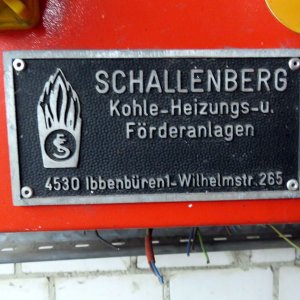 SCHALLENBERG
Kohle-Heizungs-u.
Förderanlagen
4530 Ibbenbüren1-Wilhelmstr. 265